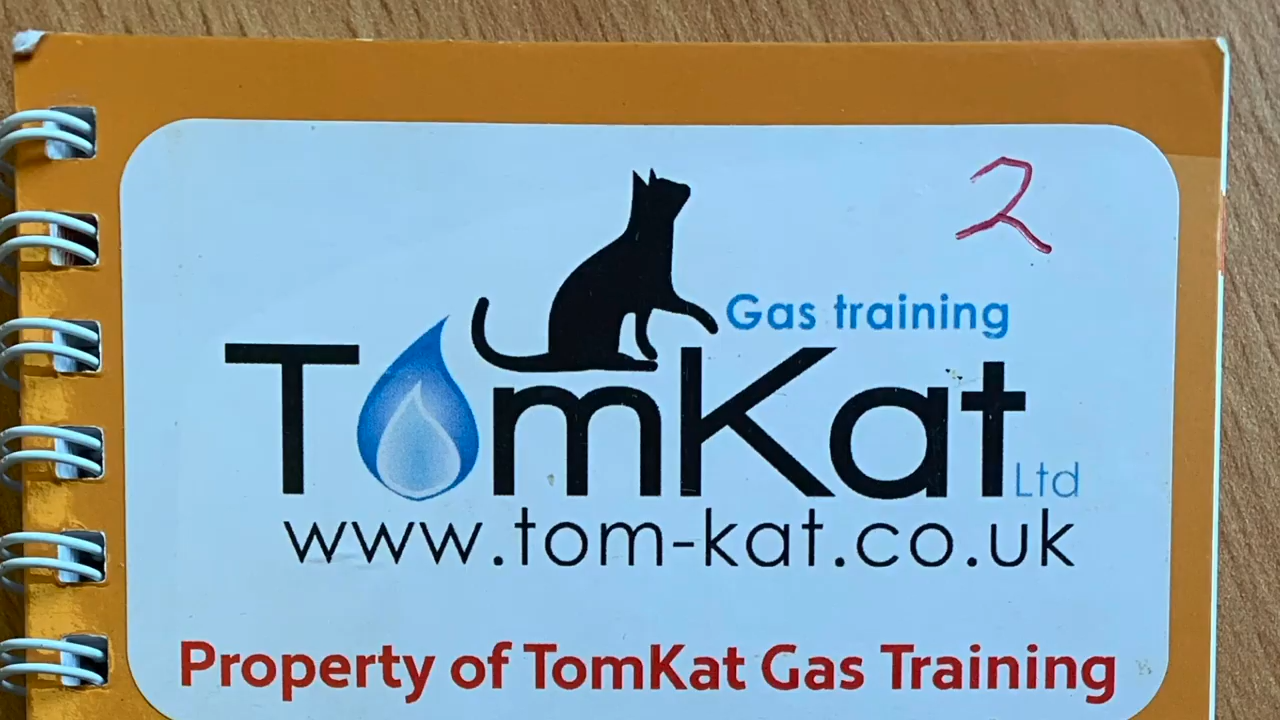 2
Gas training
TomKat Ltd
www.tom-kat.co.uk
Property of TomKat Gas Training